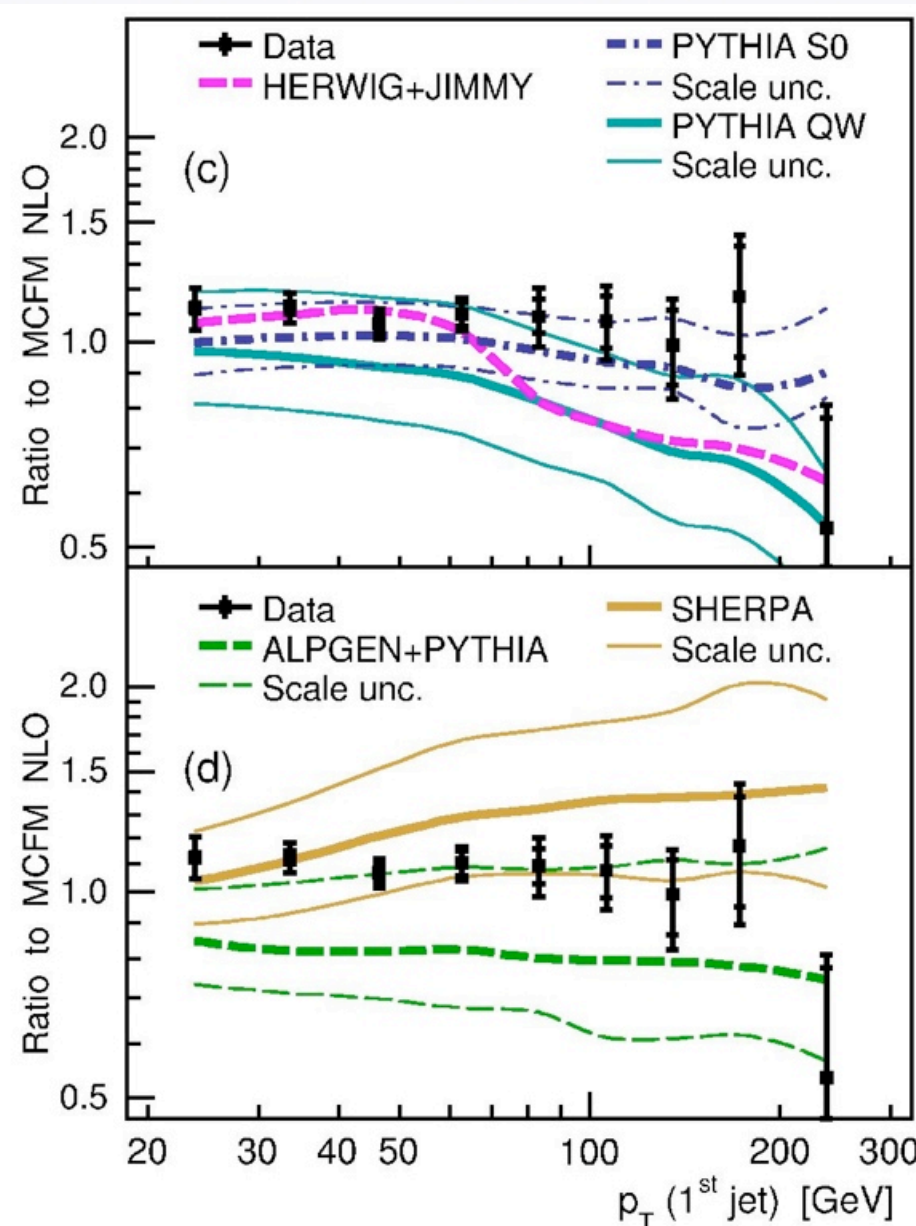 Data
HERWIG+JIMMY
PYTHIA S0
Scale unc.
PYTHIA QW
Scale unc.
(c)
Ratio to MCFM NLO
2.0
1.5
1.0
0.5
Data
ALPGEN+PYTHIA
Scale unc.
SHERPA
Scale unc.
(d)
Ratio to MCFM NLO
2.0
1.5
1.0
0.5
20 30 40 50 100 200 300
p_T (1^st jet) [GeV]